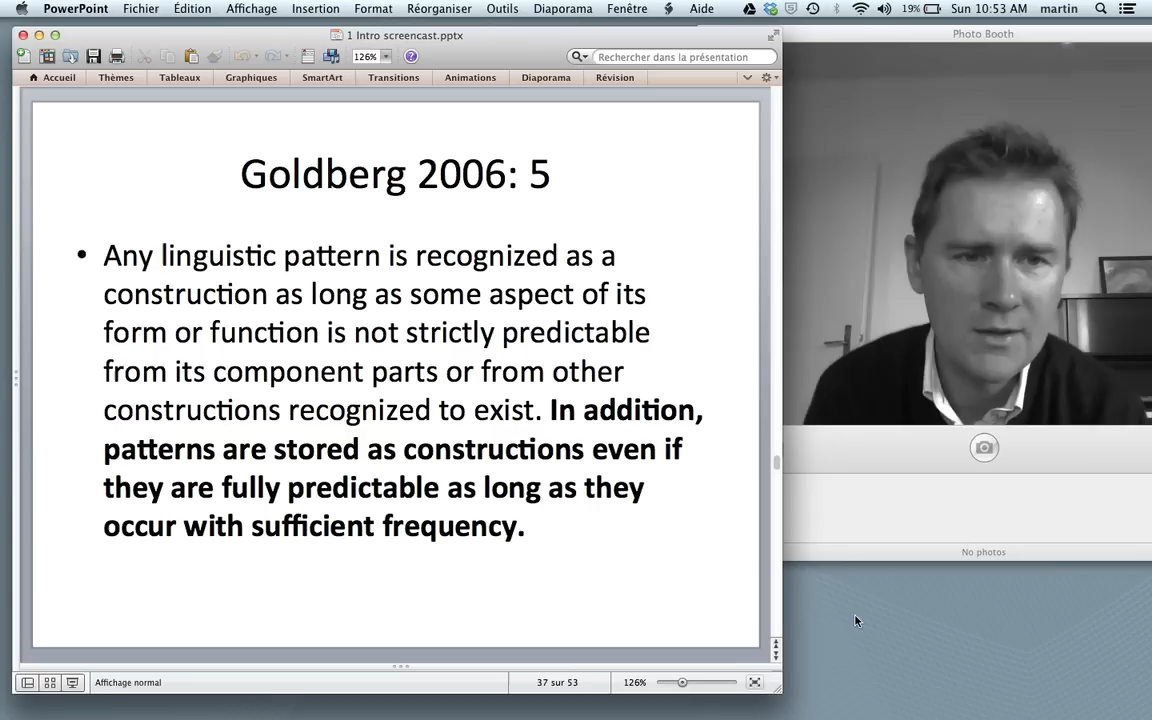 PowerPoint Fichier Édition Affichage Insertion Format Réorganiser Outils Diaporama Fenêtre Aide 19% Sun 10:53 AM martin
1 Intro screencast.pptx
Photo Booth
126% Rechercher dans la présentation
Accueil Thèmes Tableaux Graphiques SmartArt Transitions Animations Diaporama Révision
Goldberg 2006: 5
• Any linguistic pattern is recognized as a
construction as long as some aspect of its
form or function is not strictly predictable
from its component parts or from other
constructions recognized to exist. In addition,
patterns are stored as constructions even if
they are fully predictable as long as they
occur with sufficient frequency.
No photos
Affichage normal 37 sur 53 126%